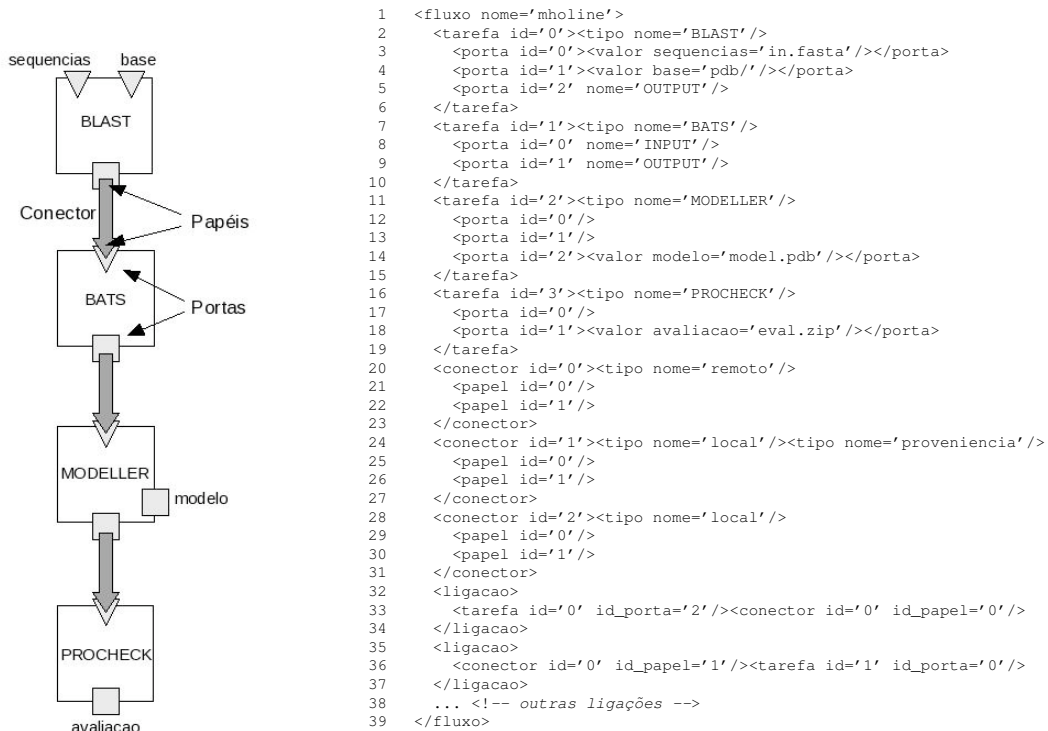 sequencias base
BLAST
Conector
Papéis
BATS
Portas
MODELLER
modelo
PROCHECK
avaliacao
1 <fluxo nome='mholine'>
2 <tarefa id='0'><tipo nome='BLAST'/>
3 <porta id='0'><valor sequencias='in.fasta'/></porta>
4 <porta id='1'><valor base='pdb/'/></porta>
5 <porta id='2' nome='OUTPUT'/>
6 </tarefa>
7 <tarefa id='1'><tipo nome='BATS'/>
8 <porta id='0' nome='INPUT'/>
9 <porta id='1' nome='OUTPUT'/>
10 </tarefa>
11 <tarefa id='2'><tipo nome='MODELLER'/>
12 <porta id='0'/>
13 <porta id='1'/>
14 <porta id='2'><valor modelo='model.pdb'/></porta>
15 </tarefa>
16 <tarefa id='3'><tipo nome='PROCHECK'/>
17 <porta id='0'/>
18 <porta id='1'><valor avaliacao='eval.zip'/></porta>
19 </tarefa>
20 <conector id='0'><tipo nome='remoto'/>
21 <papel id='0'/>
22 <papel id='1'/>
23 </conector>
24 <conector id='1'><tipo nome='local'/><tipo nome='proveniencia'/>
25 <papel id='0'/>
26 <papel id='1'/>
27 </conector>
28 <conector id='2'><tipo nome='local'/>
29 <papel id='0'/>
30 <papel id='1'/>
31 </conector>
32 <ligacao>
33 <tarefa id='0' id_porta='2'/><conector id='0' id_papel='0'/>
34 </ligacao>
35 <ligacao>
36 <conector id='0' id_papel='1'/><tarefa id='1' id_porta='0'/>
37 </ligacao>
38 ... <!-- outras ligações -->
39 </fluxo>